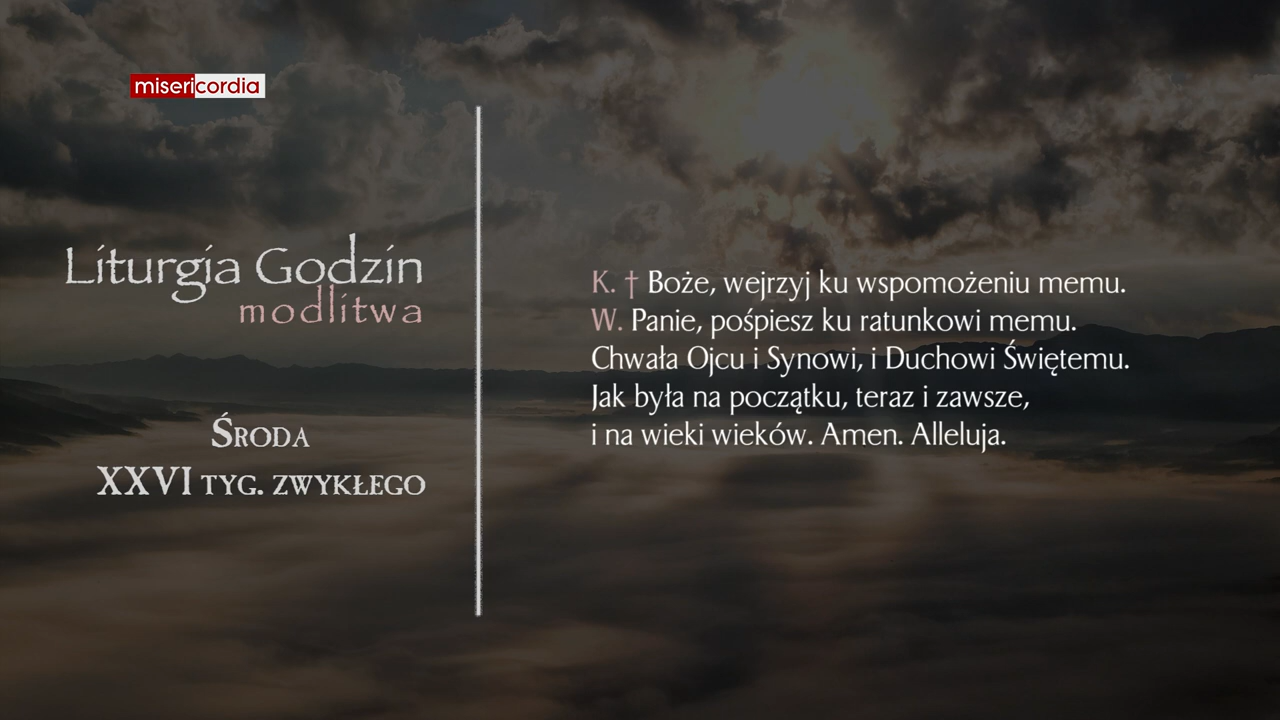 misericordia
Liturgia Godzin
modlitwa
Środa
XXVI tyg. zwykłego
K. † Boże, wejrzyj ku wspomożeniu memu.
W. Panie, pośpiesz ku ratunkowi memu.
Chwała Ojcu i Synowi, i Duchowi Świętemu.
Jak była na początku, teraz i zawsze,
i na wieki wieków. Amen. Alleluja.